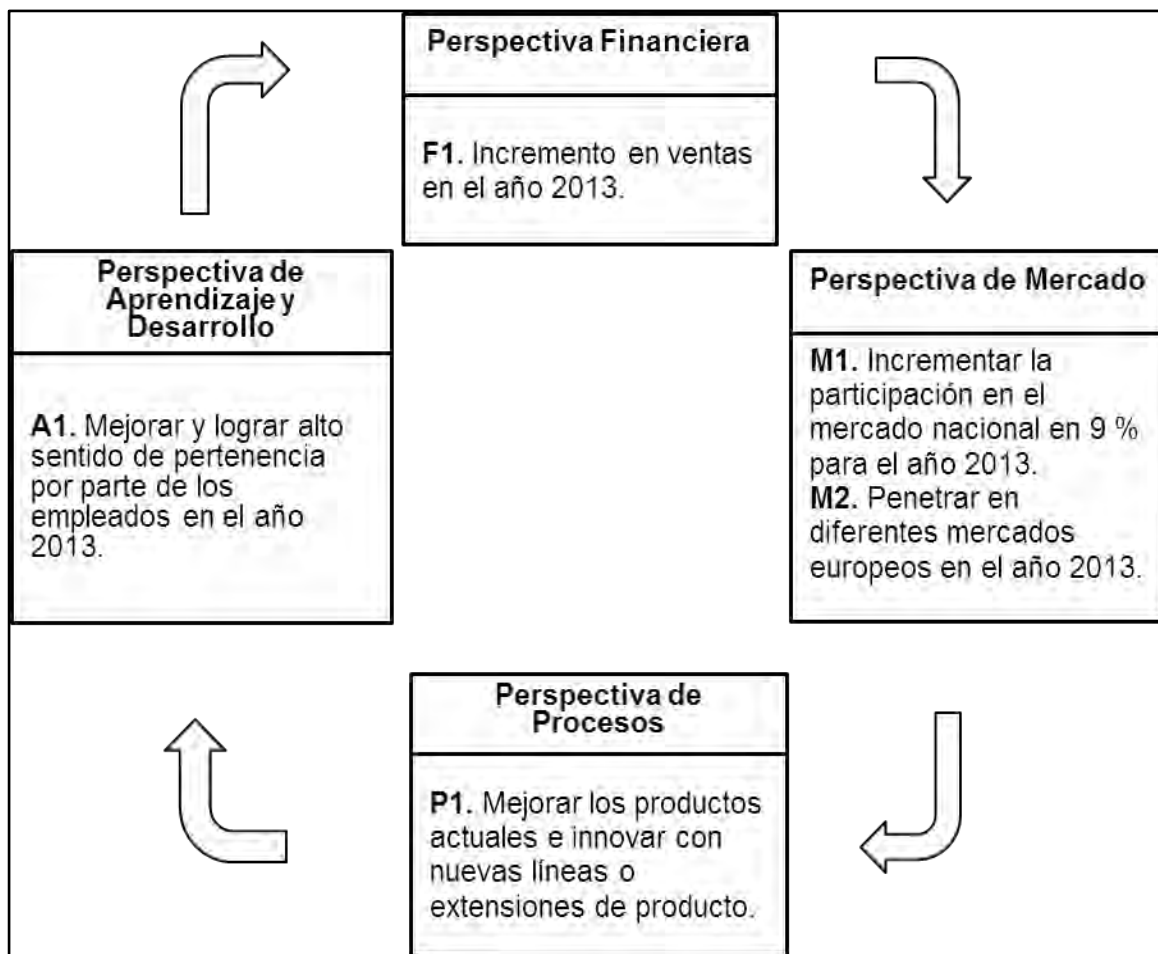 Perspectiva Financiera
F1. Incremento en ventas
en el año 2013.
Perspectiva de
Aprendizaje y
Desarrollo
A1. Mejorar y lograr alto
sentido de pertenencia
por parte de los
empleados en el año
2013.
Perspectiva de Mercado
M1. Incrementar la
participación en el
mercado nacional en 9 %
para el año 2013.
M2. Penetrar en
diferentes mercados
europeos en el año 2013.
Perspectiva de
Procesos
P1. Mejorar los productos
actuales e innovar con
nuevas líneas o
extensiones de producto.